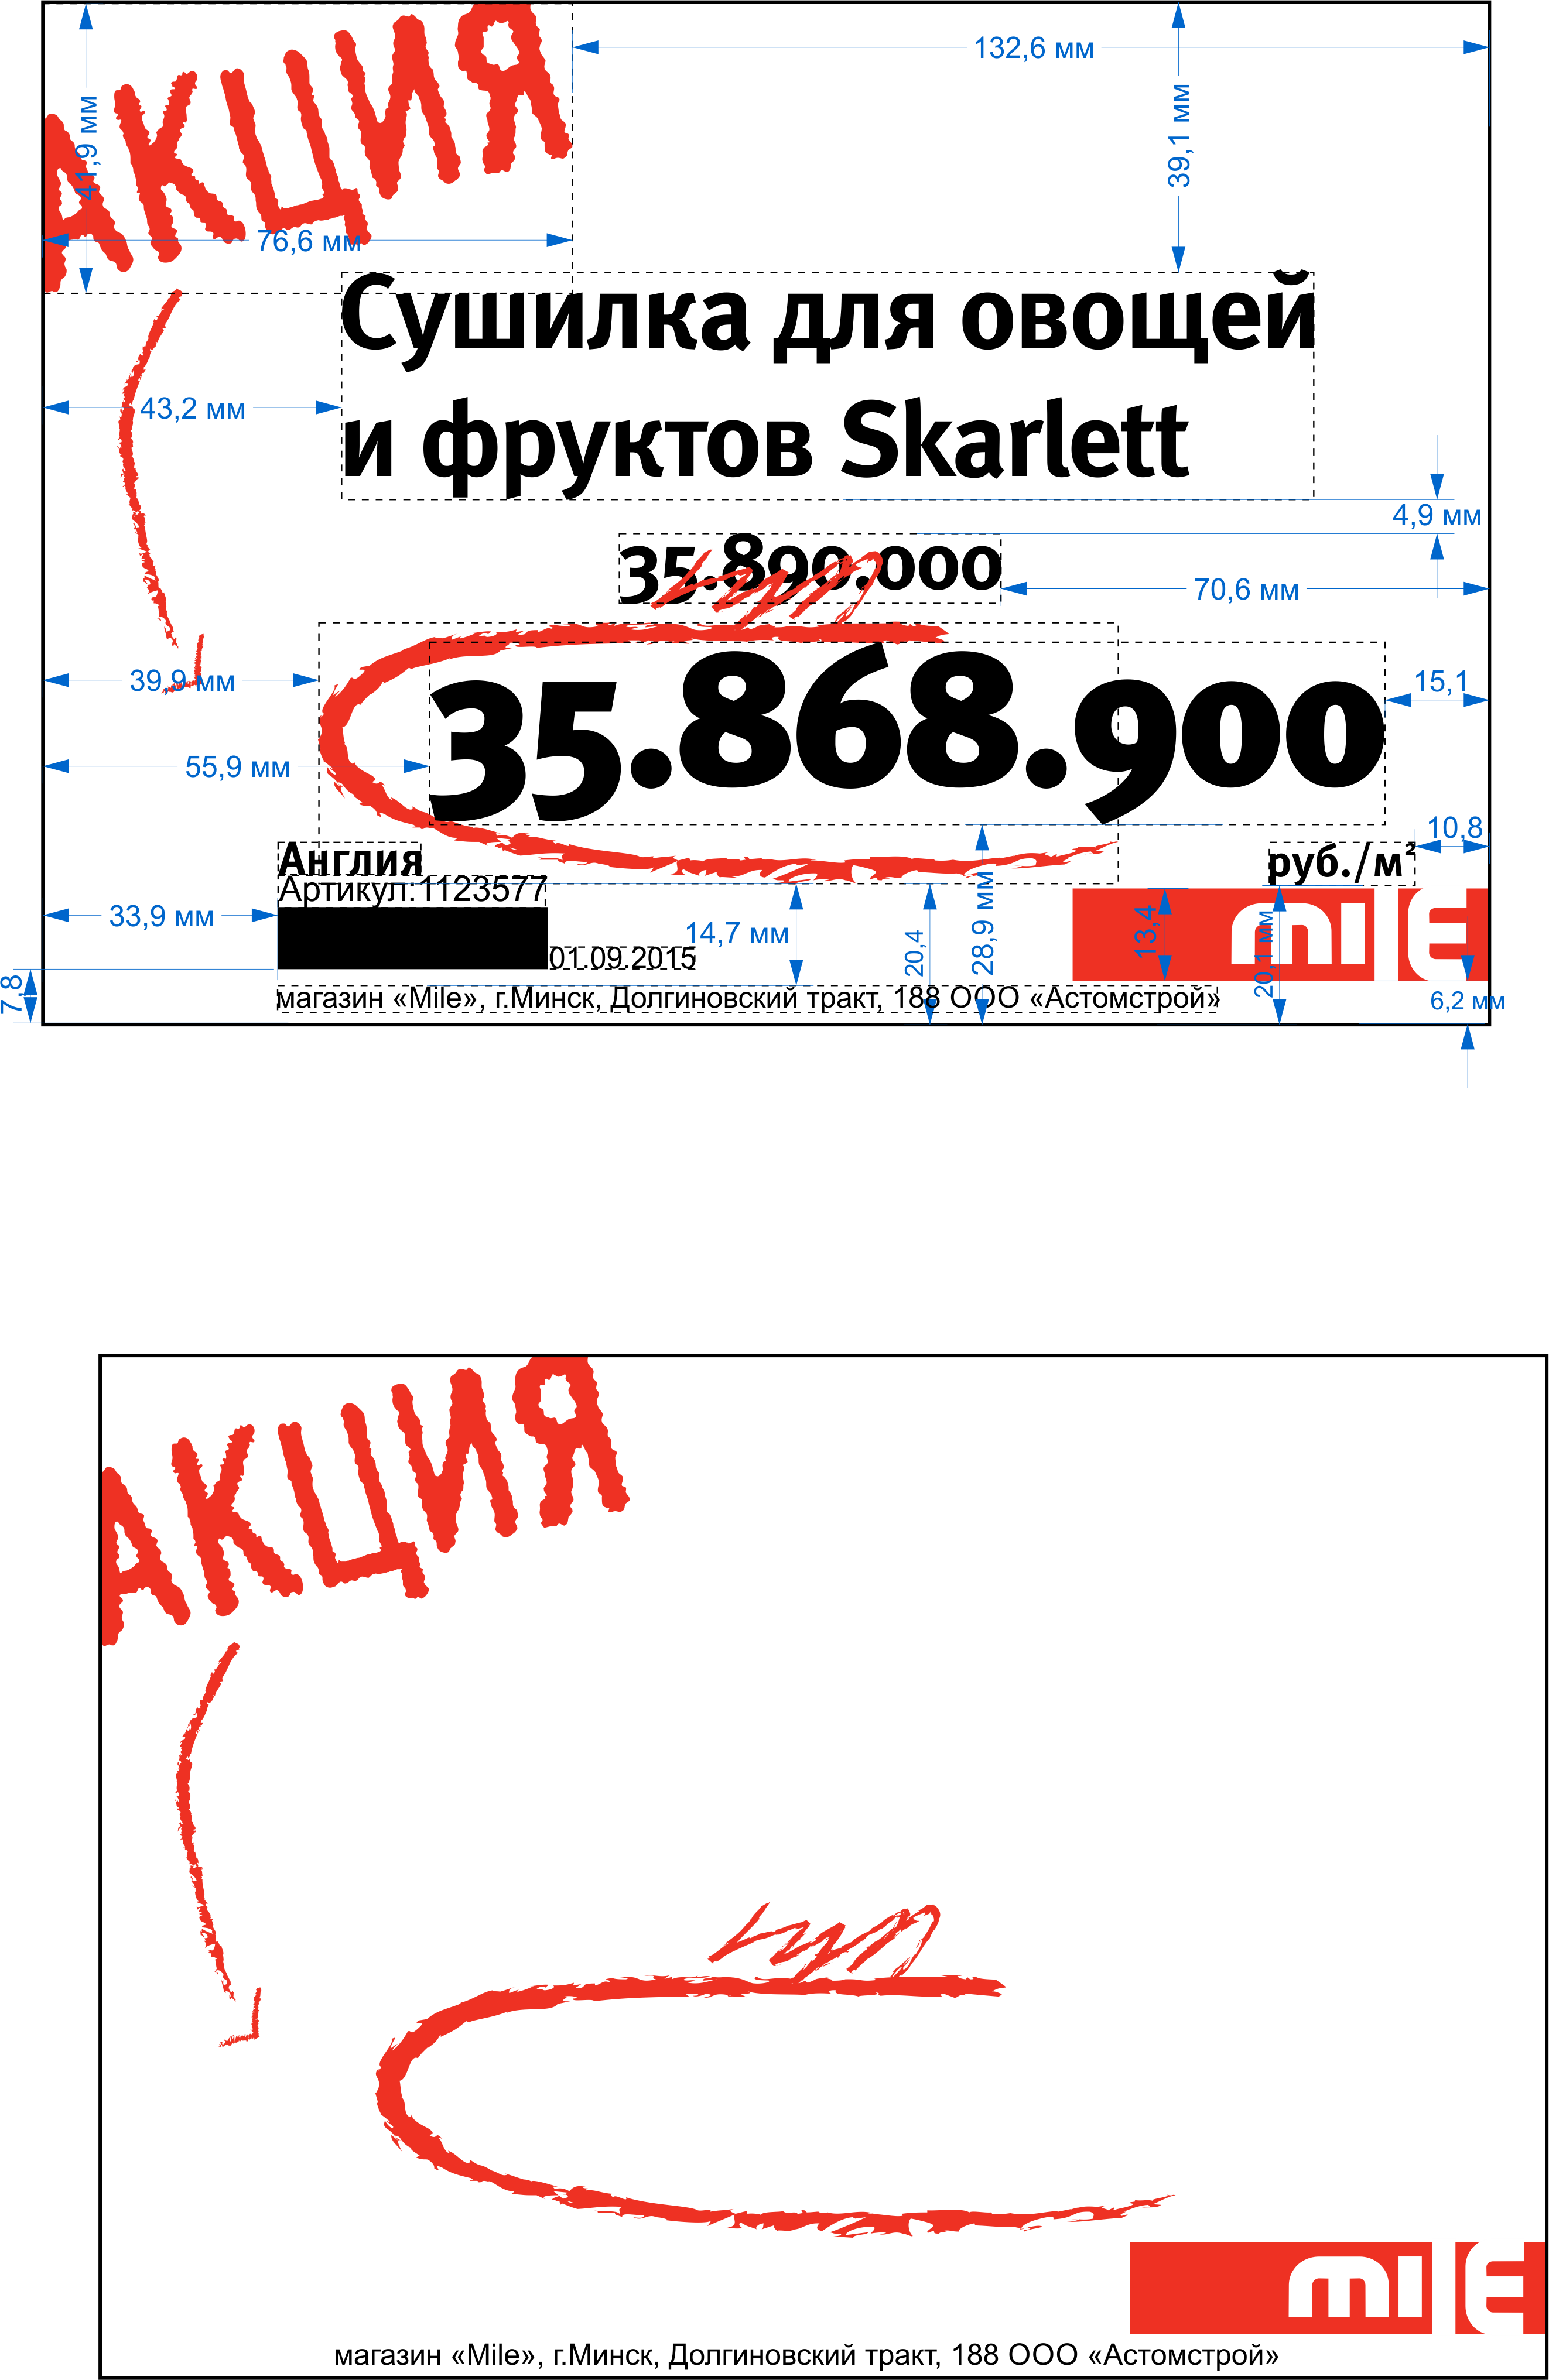 132,6 мм
АКЦИЯ
41,9 мм
39,1 мм
76,6 мм
Сушилка для овощей
43,2 мм
и фруктов Skarlett
4,9 мм
35.890.000
70,6 мм
39,9 мм
35.868.900
15,1
55,9 мм
10,8
Англия
руб./м²
Артикул:1123577
33,9 мм
14,7 мм
20,4
28,9 мм
13,4
20,1 мм
mile
01.09.2015
7,8
магазин «Mile», г.Минск, Долгиновский тракт, 188 ООО «Астомстрой»
6,2 мм
АКЦИЯ
mile
магазин «Mile», г.Минск, Долгиновский тракт, 188 ООО «Астомстрой»